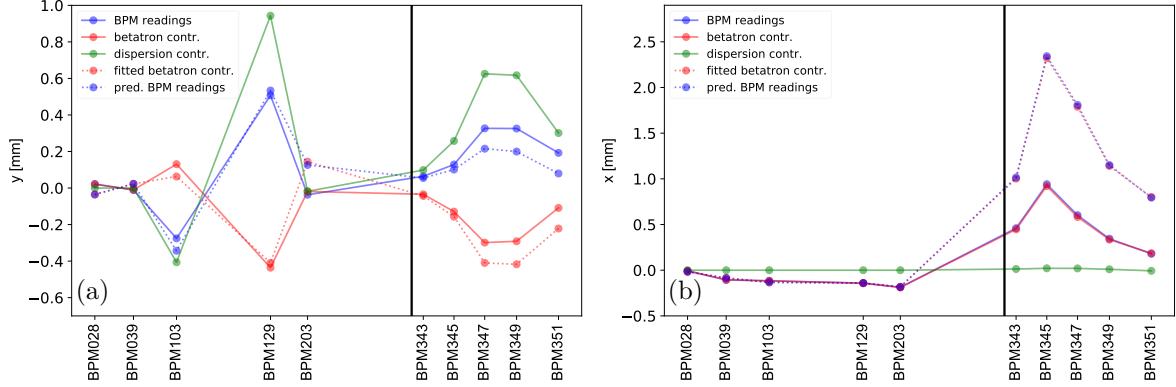 1.0
0.8
0.6
0.4
0.2
0.0
−0.2
−0.4
−0.6
y [mm]
BPM readings
betatron contr.
dispersion contr.
fitted betatron contr.
pred. BPM readings
(a)
BPM028
BPM039
BPM103
BPM129
BPM203
BPM343
BPM345
BPM347
BPM349
BPM351
2.5
2.0
1.5
1.0
0.5
0.0
−0.5
x [mm]
BPM readings
betatron contr.
dispersion contr.
fitted betatron contr.
pred. BPM readings
(b)
BPM028
BPM039
BPM103
BPM129
BPM203
BPM343
BPM345
BPM347
BPM349
BPM351